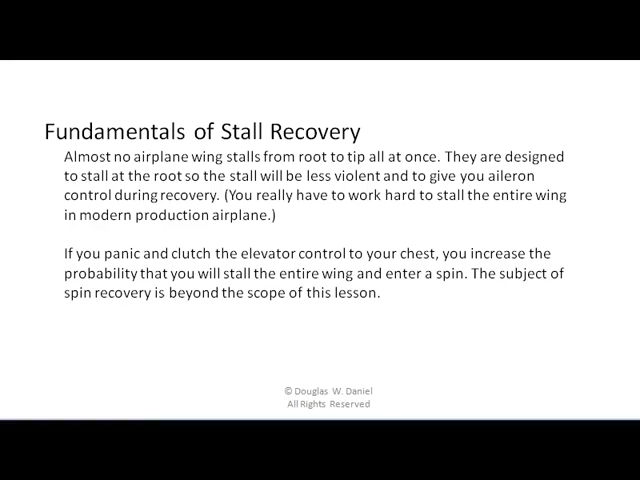 Fundamentals of Stall Recovery
Almost no airplane wing stalls from root to tip all at once. They are designed
to stall at the root so the stall will be less violent and to give you aileron
control during recovery. (You really have to work hard to stall the entire wing
in modern production airplane.)
If you panic and clutch the elevator control to your chest, you increase the
probability that you will stall the entire wing and enter a spin. The subject of
spin recovery is beyond the scope of this lesson.
© Douglas W. Daniel
All Rights Reserved